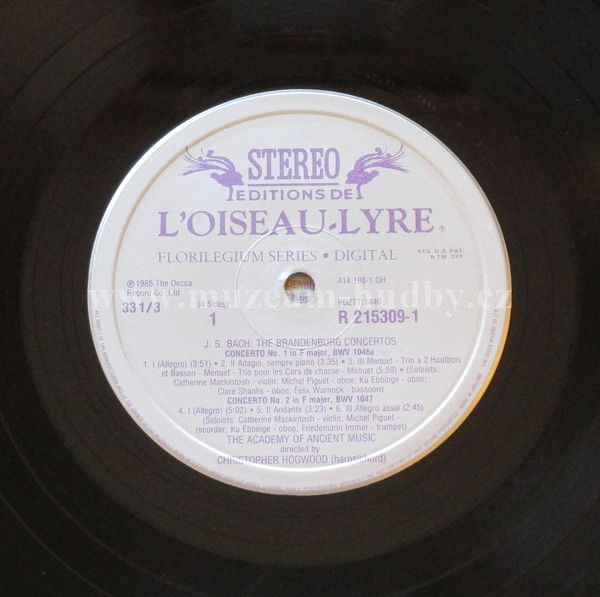 STEREO
EDITIONS DE
L'OISEAU-LYRE ®
FLORILEGIUM SERIES • DIGITAL
REG. U.S. PAT.
& TM. OFF.
℗ 1985 The Decca
Record Co. Ltd
414 188-1 OH
www.muzeum-hudby.cz
33 1/3
(4 Sides)
1
PDZTT 1446
R 215309-1
J. S. BACH: THE BRANDENBURG CONCERTOS
CONCERTO No. 1 in F major, BWV 1046a
1. I (Allegro) (3:51) • 2. II Adagio, sempre piano (3.35) • 3. III Menuet - Trio a 2 Hautbois
et Basson - Menuet - Trio pour les Cors de chasse - Menuet (5.59) • (Soloists:
Catherine Mackintosh - violin; Michel Piguet - oboe; Ku Ebbinge - oboe;
Clare Shanks - oboe; Felix Warnock - bassoon)
CONCERTO No. 2 in F major, BWV 1047
4. I (Allegro) (5:02) • 5. II Andante (3:23) • 6. III Allegro assai (2:45)
(Soloists: Catherine Mackintosh - violin; Michel Piguet -
recorder; Ku Ebbinge - oboe; Friedemann Immer - trumpet)
THE ACADEMY OF ANCIENT MUSIC
directed by
CHRISTOPHER HOGWOOD (harpsichord)